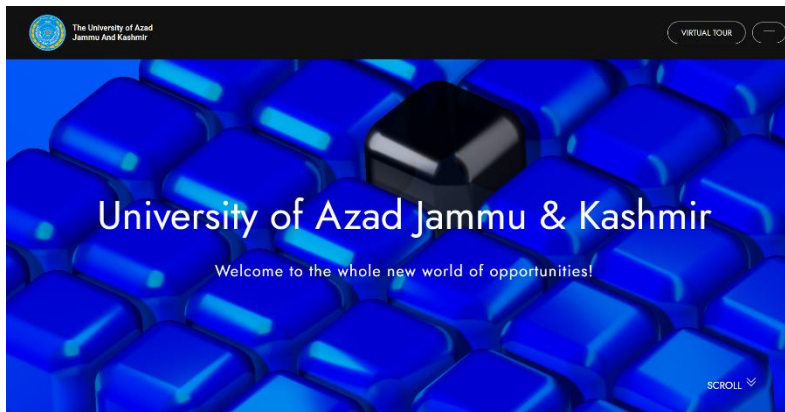 The University of Azad
Jammu And Kashmir
VIRTUAL TOUR
University of Azad Jammu & Kashmir
Welcome to the whole new world of opportunities!
SCROLL